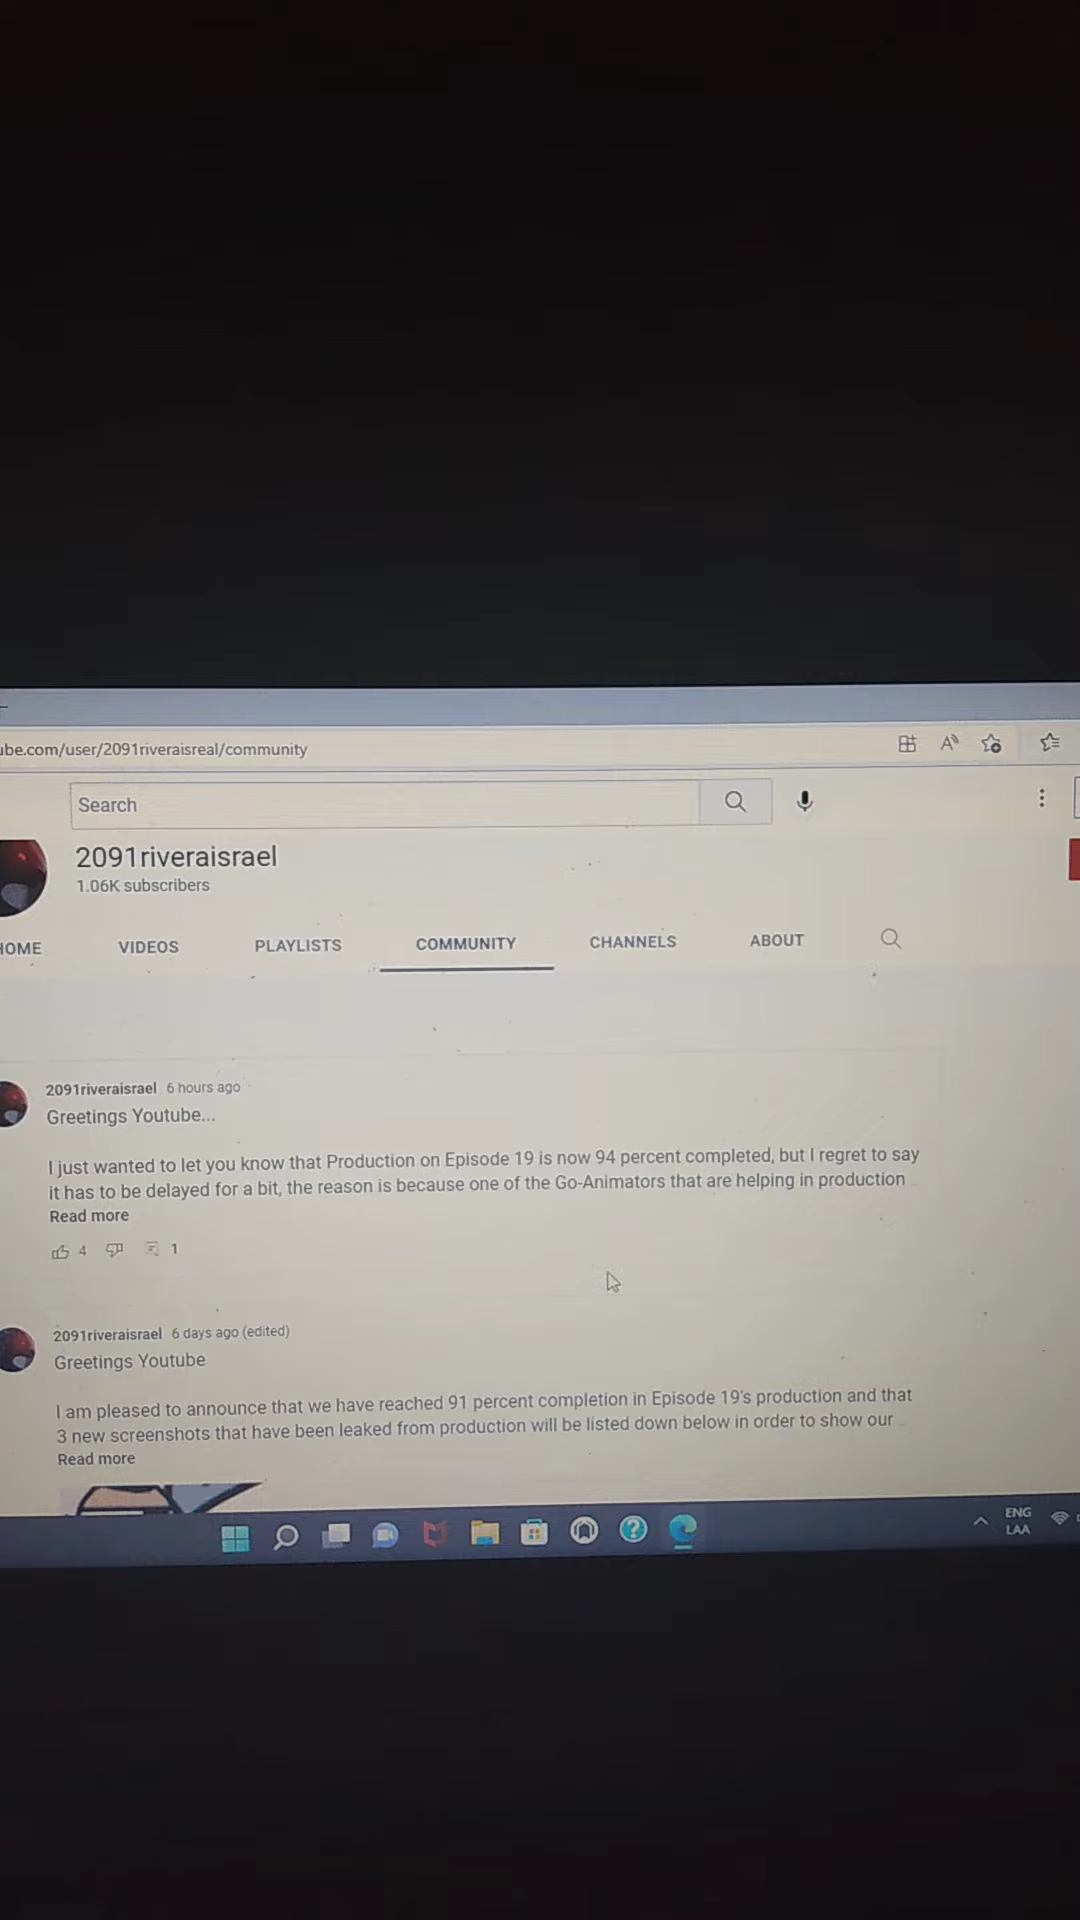 ube.com/user/2091riveraisreal/community
Search
2091riveraisrael
1.06K subscribers
HOME VIDEOS PLAYLISTS COMMUNITY CHANNELS ABOUT
2091riveraisrael 6 hours ago
Greetings Youtube...
I just wanted to let you know that Production on Episode 19 is now 94 percent completed, but I regret to say
it has to be delayed for a bit, the reason is because one of the Go-Animators that are helping in production
Read more
4 1
2091riveraisrael 6 days ago (edited)
Greetings Youtube
I am pleased to announce that we have reached 91 percent completion in Episode 19's production and that
3 new screenshots that have been leaked from production will be listed down below in order to show our
Read more
ENG
LAA